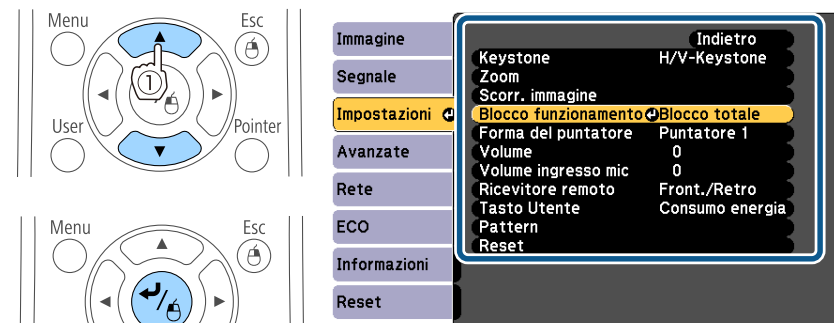 Menu
Esc
1
User
Pointer
Menu
Esc
Immagine
Segnale
Impostazioni
Avanzate
Rete
ECO
Informazioni
Reset
Indietro
Keystone H/V-Keystone
Zoom
Scorr. immagine
Blocco funzionamento Blocco totale
Forma del puntatore Puntatore 1
Volume 0
Volume ingresso mic 0
Ricevitore remoto Front./Retro
Tasto Utente Consumo energia
Pattern
Reset